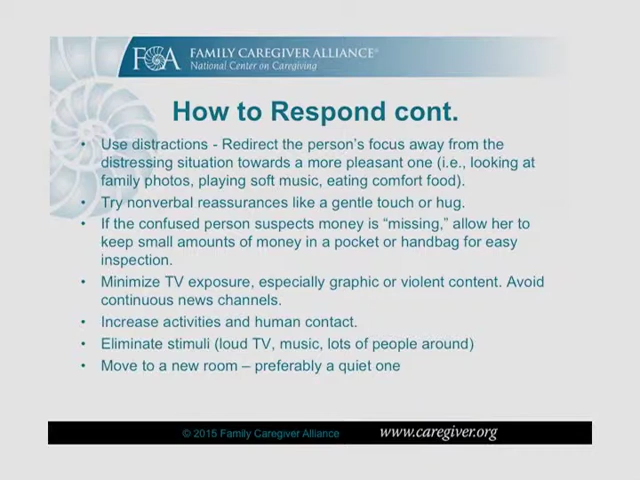 FCA FAMILY CAREGIVER ALLIANCE®
National Center on Caregiving
How to Respond cont.
• Use distractions - Redirect the person's focus away from the
distressing situation towards a more pleasant one (i.e., looking at
family photos, playing soft music, eating comfort food).
• Try nonverbal reassurances like a gentle touch or hug.
• If the confused person suspects money is “missing,” allow her to
keep small amounts of money in a pocket or handbag for easy
inspection.
• Minimize TV exposure, especially graphic or violent content. Avoid
continuous news channels.
• Increase activities and human contact.
• Eliminate stimuli (loud TV, music, lots of people around)
• Move to a new room – preferably a quiet one
© 2015 Family Caregiver Alliance www.caregiver.org